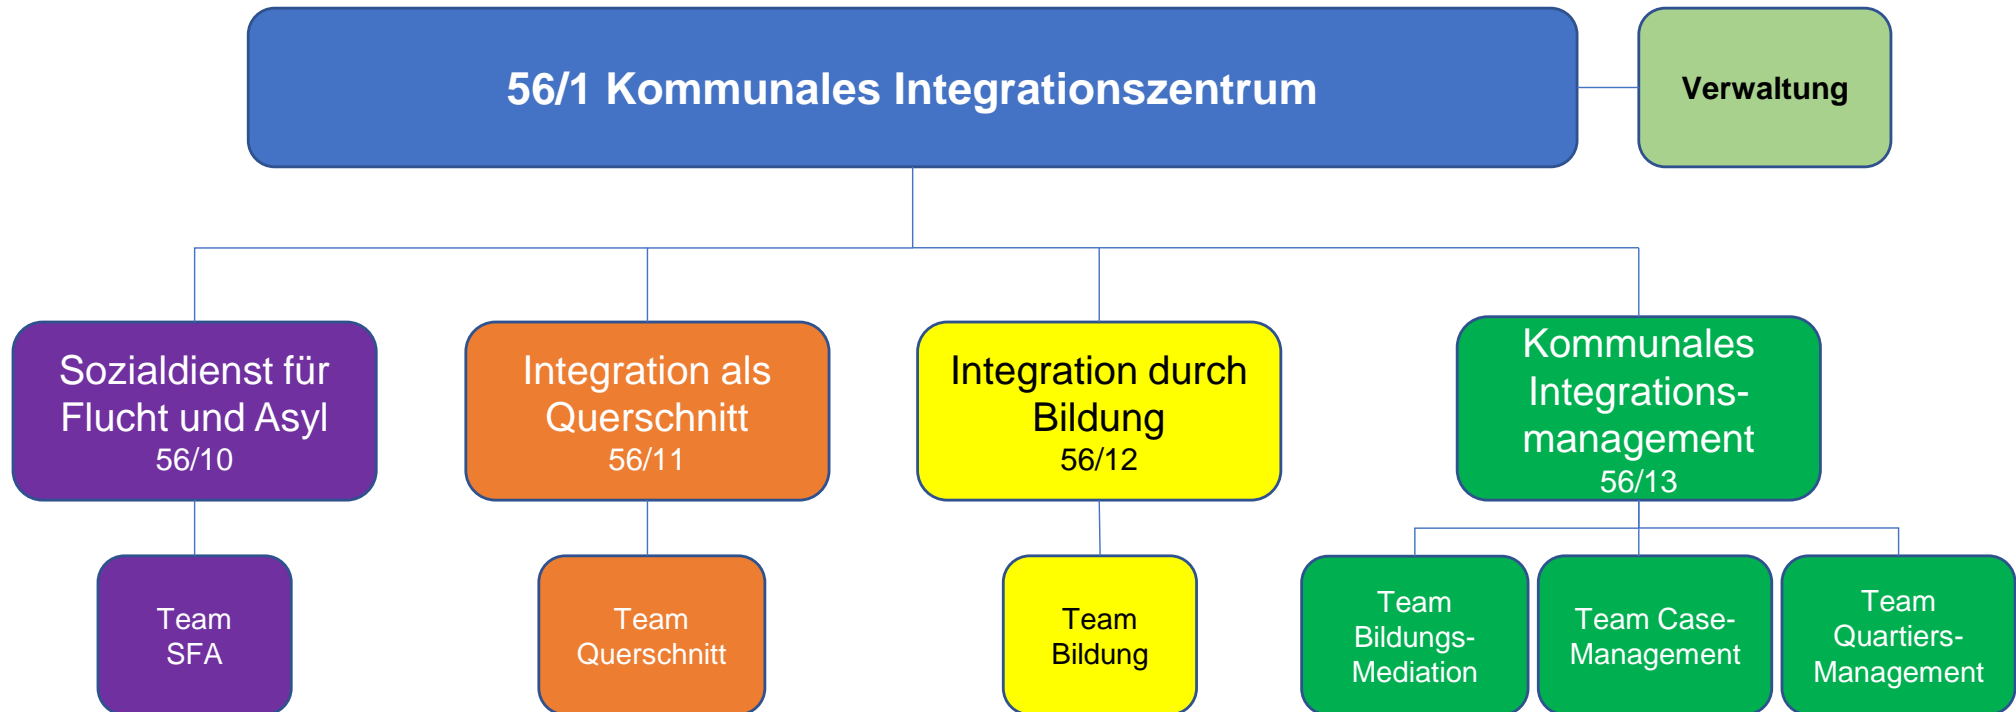 56/1 Kommunales Integrationszentrum
Verwaltung
Sozialdienst für
Flucht und Asyl
56/10
Integration als
Querschnitt
56/11
Integration durch
Bildung
56/12
Kommunales
Integrations-
management
56/13
Team
SFA
Team
Querschnitt
Team
Bildung
Team
Bildungs-
Mediation
Team Case-
Management
Team
Quartiers-
Management